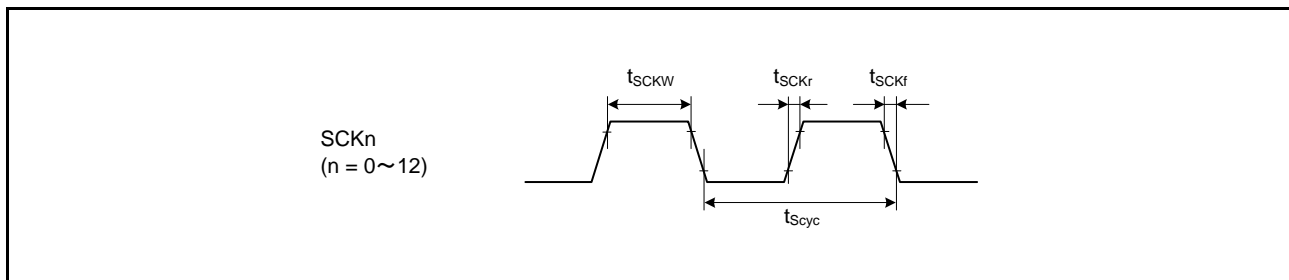 tSCKW
tSCKr
tSCKf
SCKn
(n = 0～12)
tScyc